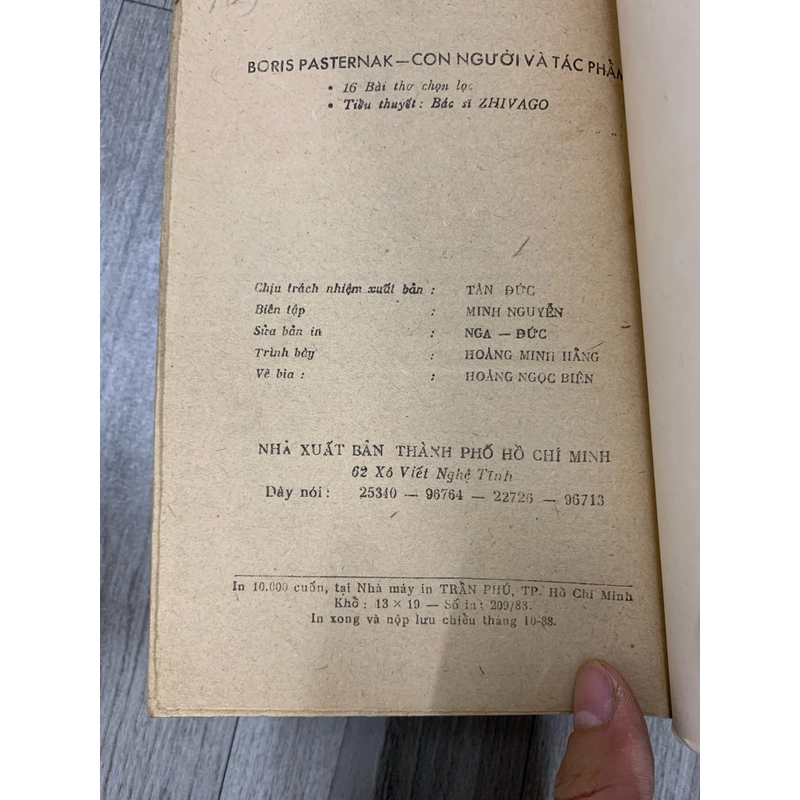 BORIS PASTERNAK — CON NGƯỜI VÀ TÁC PHẨM
• 16 Bài thơ chọn lọc
• Tiểu thuyết: Bác sĩ ZHIVAGO
Chịu trách nhiệm xuất bản : TÂN ĐỨC
Biên tập : MINH NGUYỄN
Sửa bản in : NGA — ĐỨC
Trình bày : HOÀNG MINH HẰNG
Vẽ bìa : : HOÀNG NGỌC BIÊN
NHÀ XUẤT BẢN THÀNH PHỐ HỒ CHÍ MINH
62 Xô Viết Nghệ Tĩnh
Dây nói : 25340 — 96764 — 22726 — 96713
In 10.000 cuốn, tại Nhà máy in TRẦN PHÚ, TP. Hồ Chí Minh
Khổ : 13 × 19 — Số in : 209/88.
In xong và nộp lưu chiểu tháng 10-88.